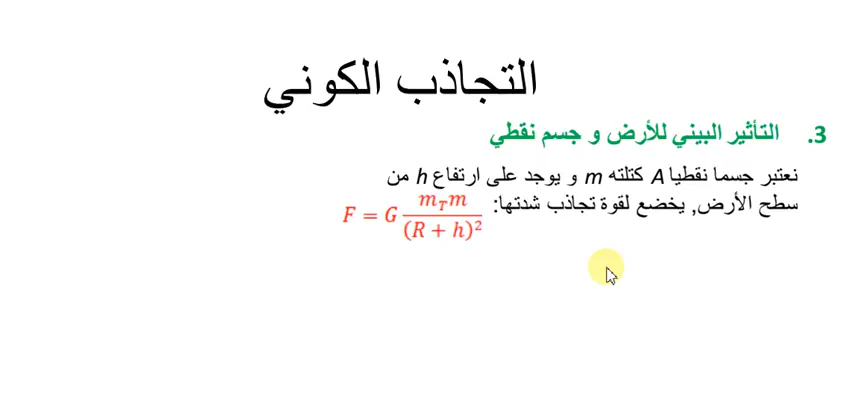 التجاذب الكوني
3. التأثير البيني للأرض و جسم نقطي
نعتبر جسما نقطيا A كتلته m و يوجد على ارتفاع h من
سطح الأرض, يخضع لقوة تجاذب شدتها: F = G \frac{m_T m}{(R + h)^2}